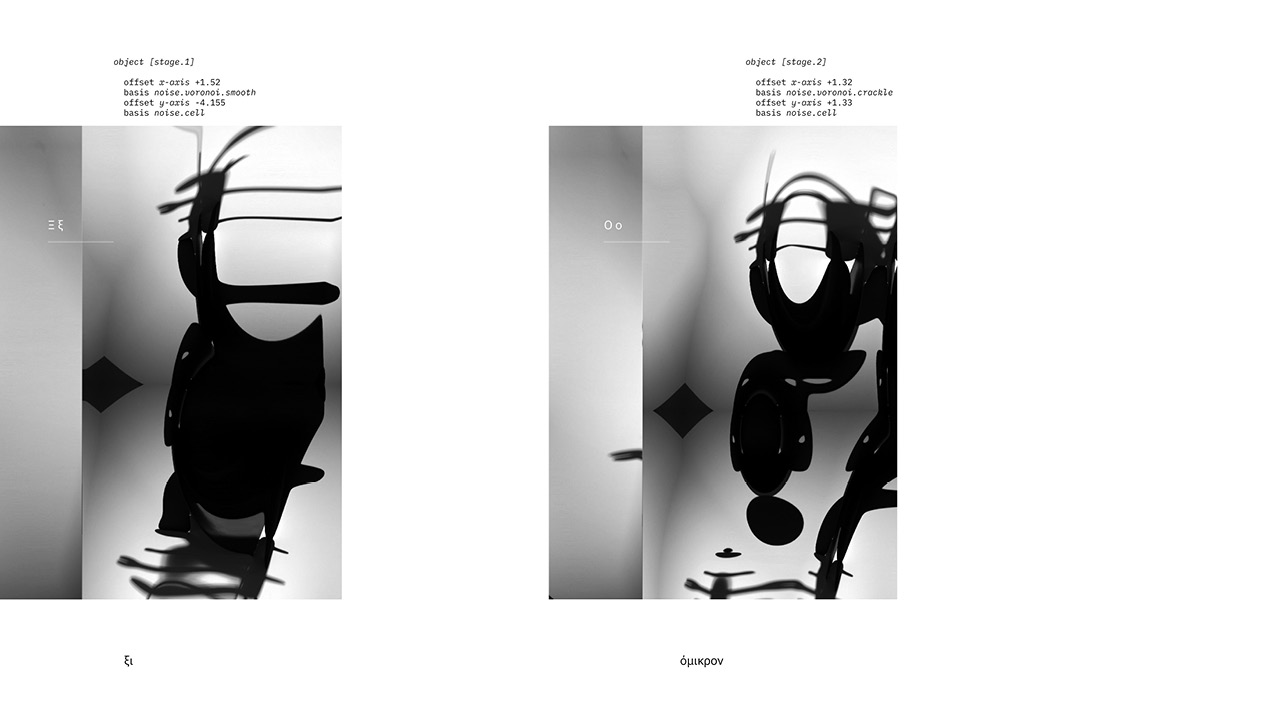 object [stage.1]
offset x-axis +1.52
basis noise.voronoi.smooth
offset y-axis -4.155
basis noise.cell
Ξ ξ
ξι
object [stage.2]
offset x-axis +1.32
basis noise.voronoi.crackle
offset y-axis +1.33
basis noise.cell
Ο ο
όμικρον